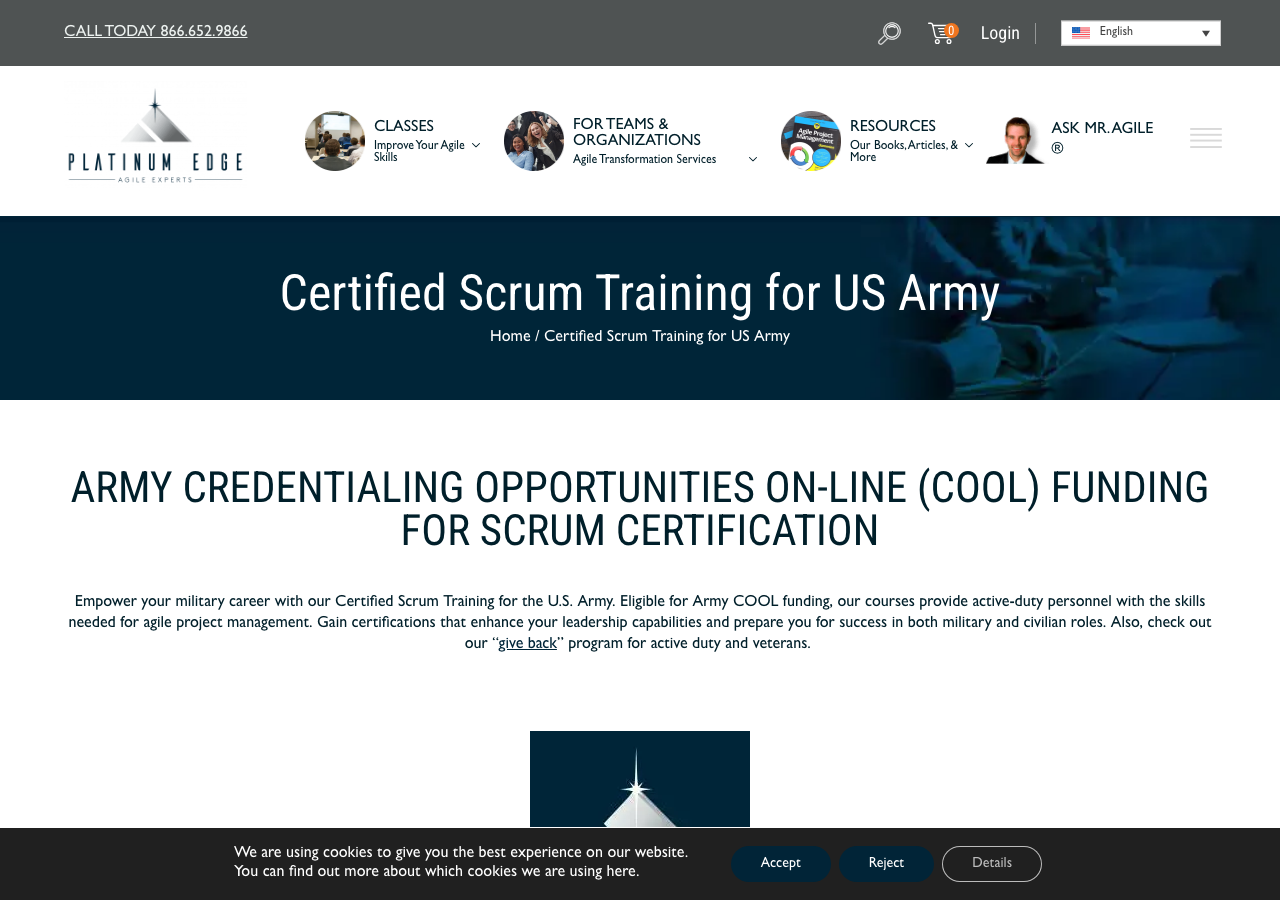 CALL TODAY 866.652.9866
0
Login
English
PLATINUM EDGE
AGILE EXPERTS
CLASSES
Improve Your Agile
Skills
FOR TEAMS &
ORGANIZATIONS
Agile Transformation Services
Agile Project
Management
RESOURCES
Our Books, Articles, &
More
ASK MR. AGILE
®
Certified Scrum Training for US Army
Home / Certified Scrum Training for US Army
ARMY CREDENTIALING OPPORTUNITIES ON-LINE (COOL) FUNDING
FOR SCRUM CERTIFICATION
Empower your military career with our Certified Scrum Training for the U.S. Army. Eligible for Army COOL funding, our courses provide active-duty personnel with the skills
needed for agile project management. Gain certifications that enhance your leadership capabilities and prepare you for success in both military and civilian roles. Also, check out
our “give back” program for active duty and veterans.
We are using cookies to give you the best experience on our website.
You can find out more about which cookies we are using here.
Accept
Reject
Details